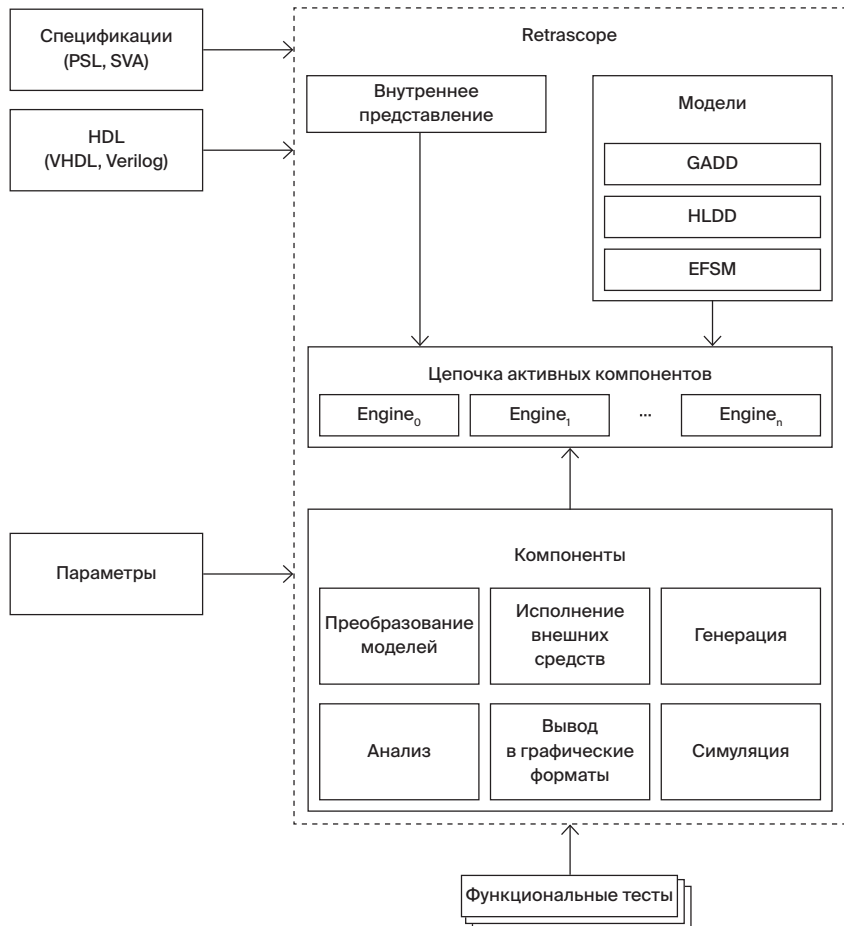 Спецификации
(PSL, SVA)
HDL
(VHDL, Verilog)
Параметры
Retrascope
Внутреннее
представление
Модели
GADD
HLDD
EFSM
Цепочка активных компонентов
Engine₀
Engine₁
...
Engineₙ
Компоненты
Преобразование
моделей
Исполнение
внешних
средств
Генерация
Анализ
Вывод
в графические
форматы
Симуляция
Функциональные тесты